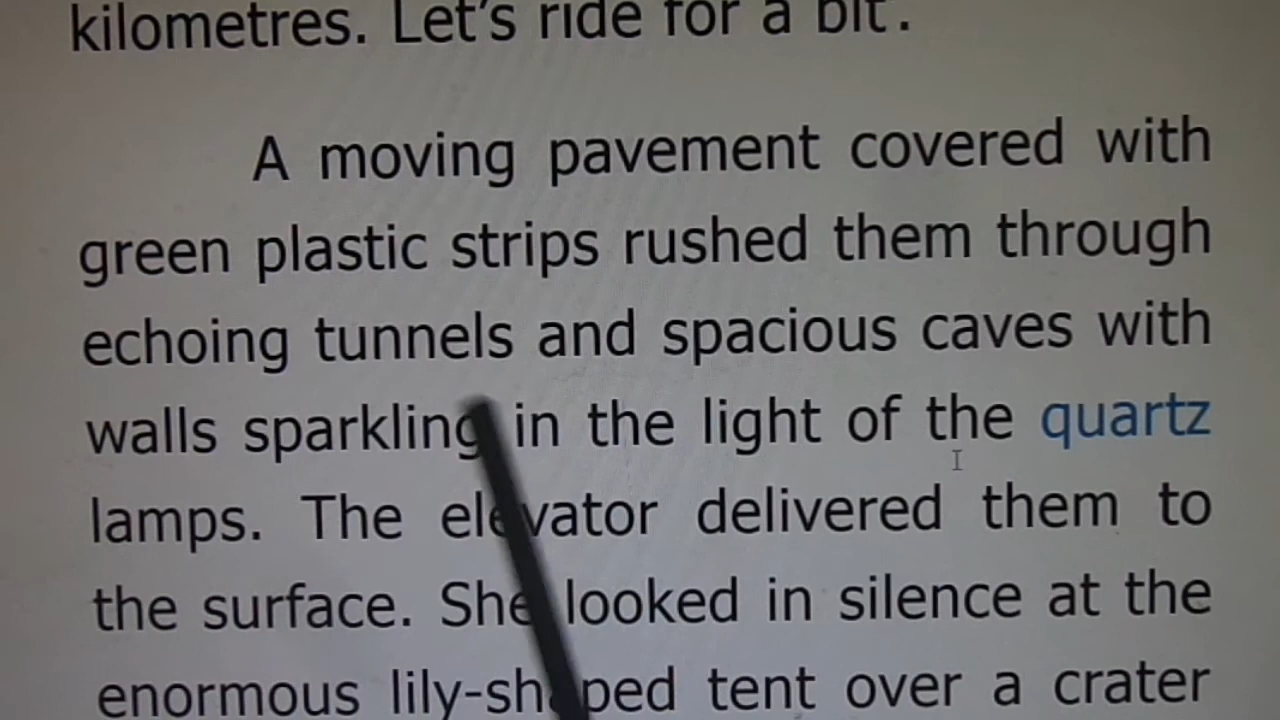 kilometres. Let's ride for a bit.
A moving pavement covered with
green plastic strips rushed them through
echoing tunnels and spacious caves with
walls sparkling in the light of the quartz
lamps. The elevator delivered them to
the surface. She looked in silence at the
enormous lily-shaped tent over a crater